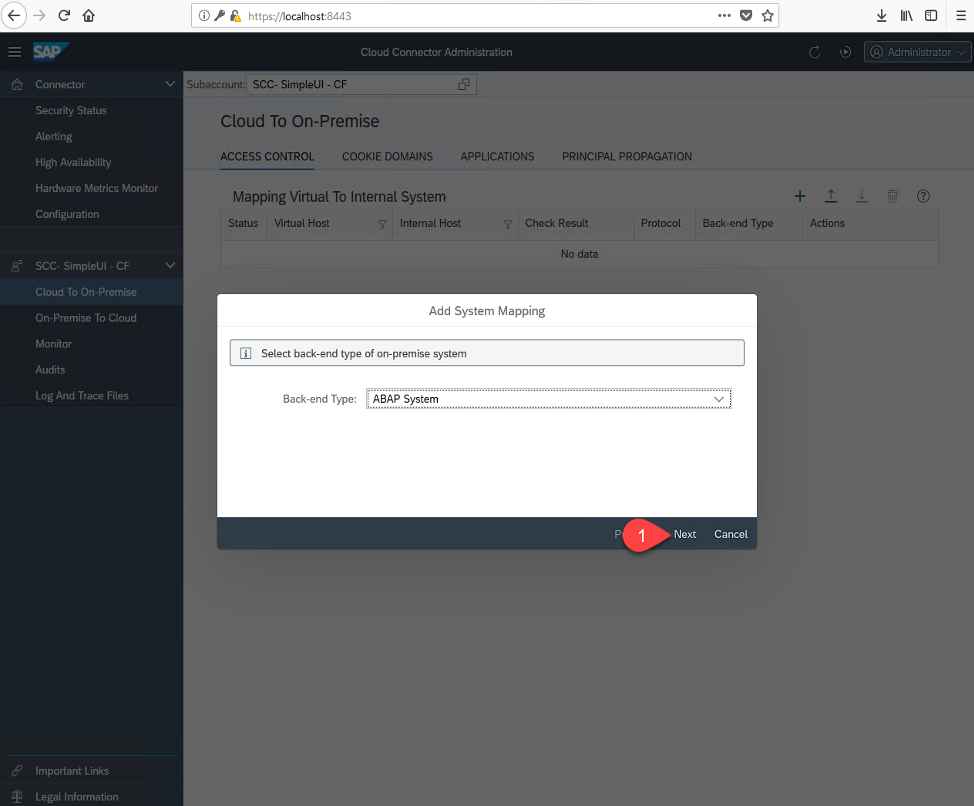 https://localhost:8443
SAP
Cloud Connector Administration
Administrator
Connector
Security Status
Alerting
High Availability
Hardware Metrics Monitor
Configuration
SCC- SimpleUI - CF
Cloud To On-Premise
On-Premise To Cloud
Monitor
Audits
Log And Trace Files
Important Links
Legal Information
Subaccount: SCC- SimpleUI - CF
Cloud To On-Premise
ACCESS CONTROL COOKIE DOMAINS APPLICATIONS PRINCIPAL PROPAGATION
Mapping Virtual To Internal System
Status Virtual Host Internal Host Check Result Protocol Back-end Type Actions
No data
Add System Mapping
Select back-end type of on-premise system
Back-end Type: ABAP System
1 Next Cancel